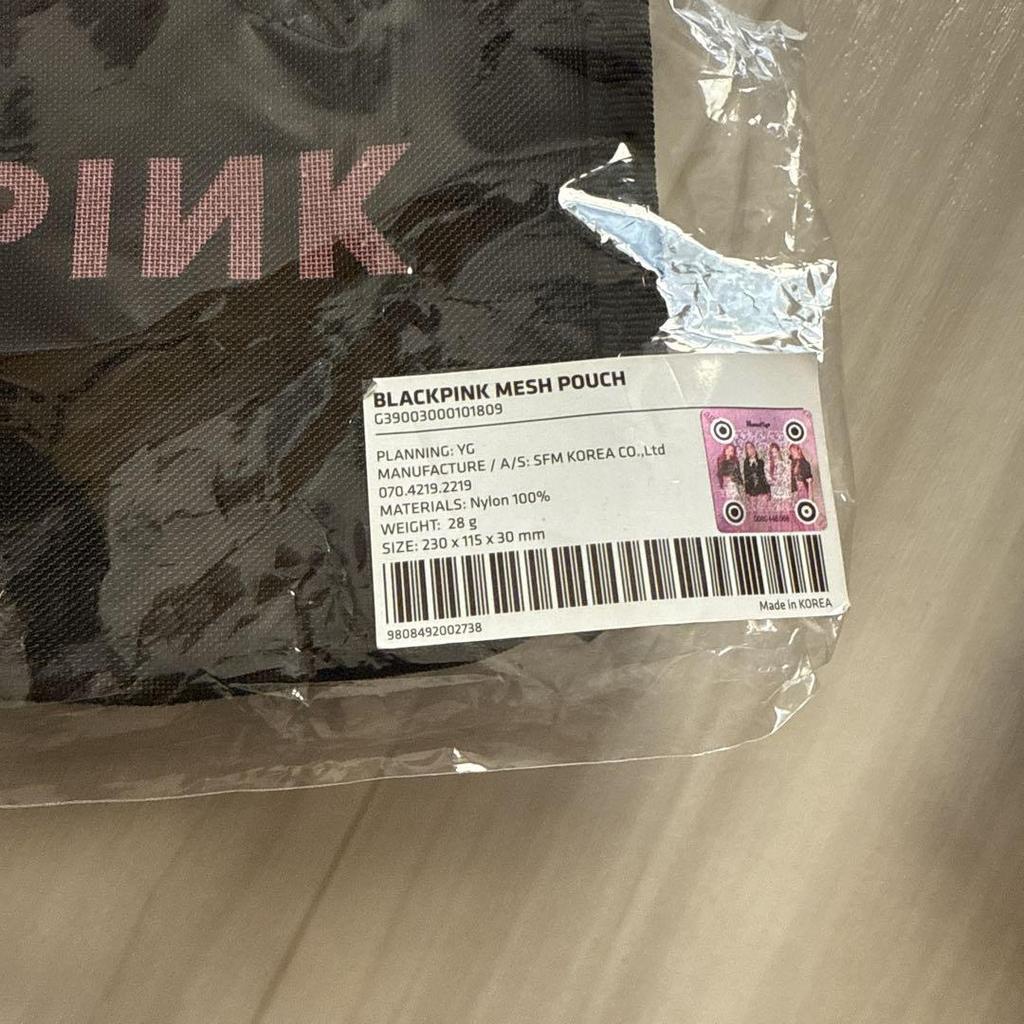 PINK
BLACKPINK MESH POUCH
G39003000101809
PLANNING: YG
MANUFACTURE / A/S: SFM KOREA CO.,Ltd
070.4219.2219
MATERIALS: Nylon 100%
WEIGHT: 28 g
SIZE: 230 x 115 x 30 mm
Made in KOREA
9808492002738